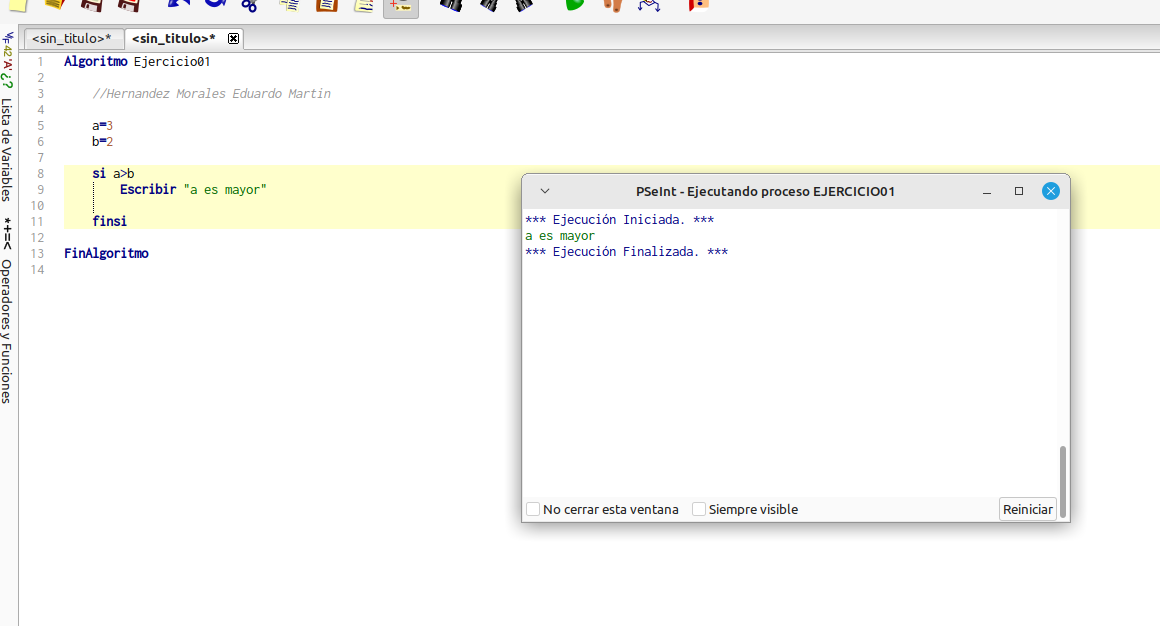 <sin_titulo>*
<sin_titulo>*
1 Algoritmo Ejercicio01
2
3 //Hernandez Morales Eduardo Martin
4
5 a=3
6 b=2
7
8 si a>b
9 Escribir "a es mayor"
10
11 finsi
12
13 FinAlgoritmo
14
42 'A' ¿?
Lista de Variables
*+=<
Operadores y Funciones
PSeInt - Ejecutando proceso EJERCICIO01
*** Ejecución Iniciada. ***
a es mayor
*** Ejecución Finalizada. ***
No cerrar esta ventana
Siempre visible
Reiniciar